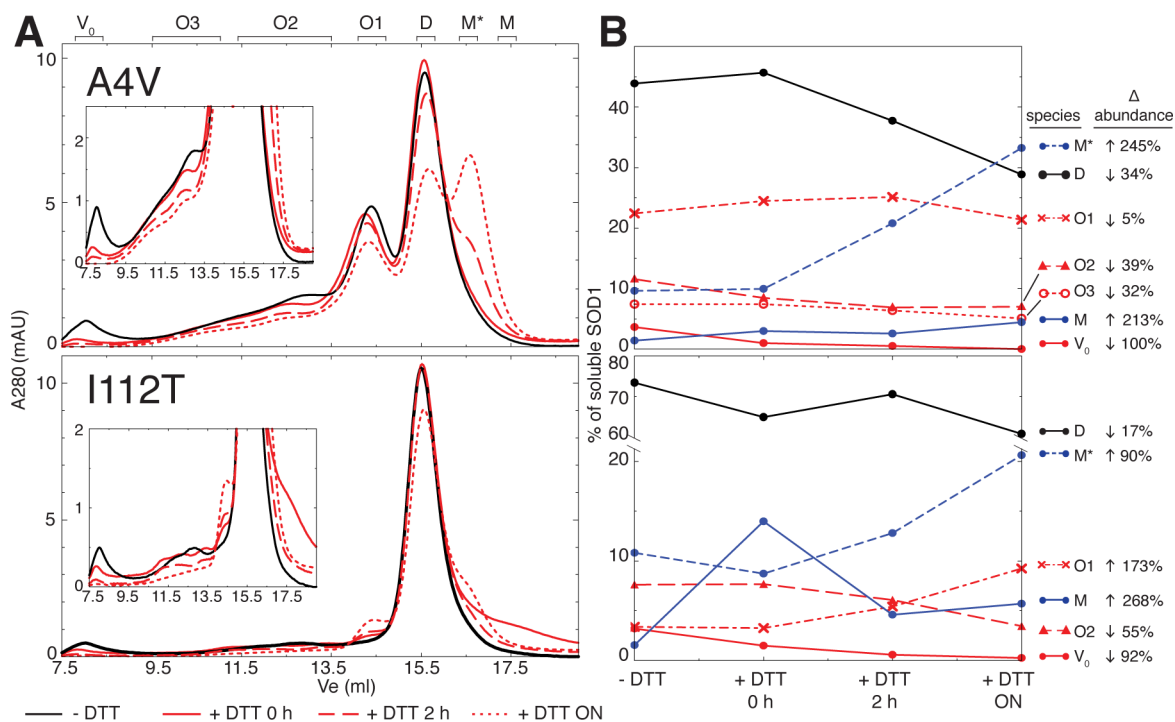 A
V0 O3 O2 O1 D M* M
A4V
10
5
0
2
1
0
7.5 9.5 11.5 13.5 15.5 17.5
I112T
10
5
0
2
1
0
7.5 9.5 11.5 13.5 15.5 17.5
A280 (mAU)
7.5 9.5 11.5 13.5 15.5 17.5
Ve (ml)
- DTT + DTT 0 h + DTT 2 h + DTT ON
B
% of soluble SOD1
40
30
20
10
0
80
70
60
20
10
0
- DTT + DTT 0 h + DTT 2 h + DTT ON
species Δ abundance
M* ↑ 245%
D ↓ 34%
O1 ↓ 5%
O2 ↓ 39%
O3 ↓ 32%
M ↑ 213%
V0 ↓ 100%
D ↓ 17%
M* ↑ 90%
O1 ↑ 173%
M ↑ 268%
O2 ↓ 55%
V0 ↓ 92%